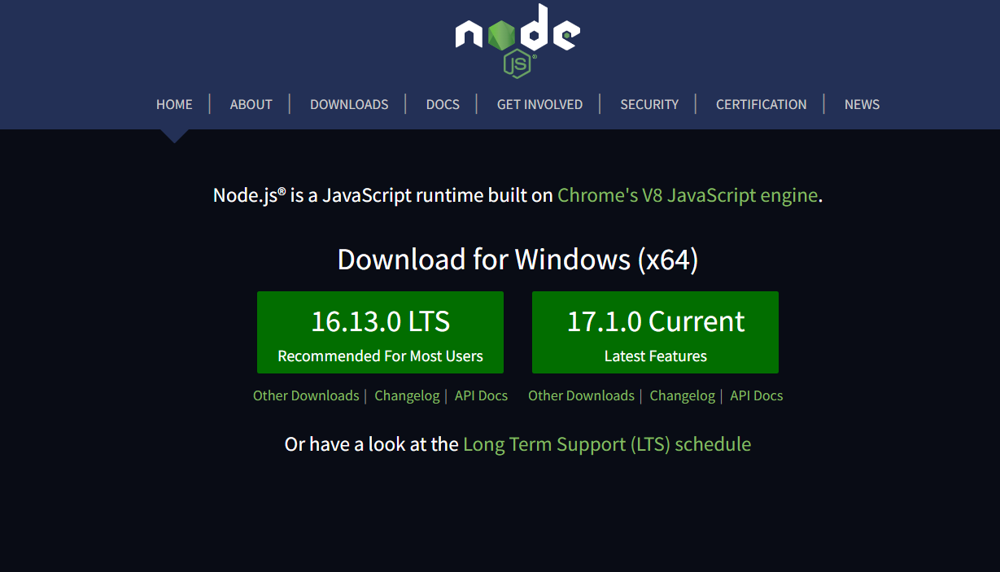 node
JS®
HOME | ABOUT | DOWNLOADS | DOCS | GET INVOLVED | SECURITY | CERTIFICATION | NEWS
Node.js® is a JavaScript runtime built on Chrome's V8 JavaScript engine.
Download for Windows (x64)
16.13.0 LTS
Recommended For Most Users
17.1.0 Current
Latest Features
Other Downloads | Changelog | API Docs
Other Downloads | Changelog | API Docs
Or have a look at the Long Term Support (LTS) schedule